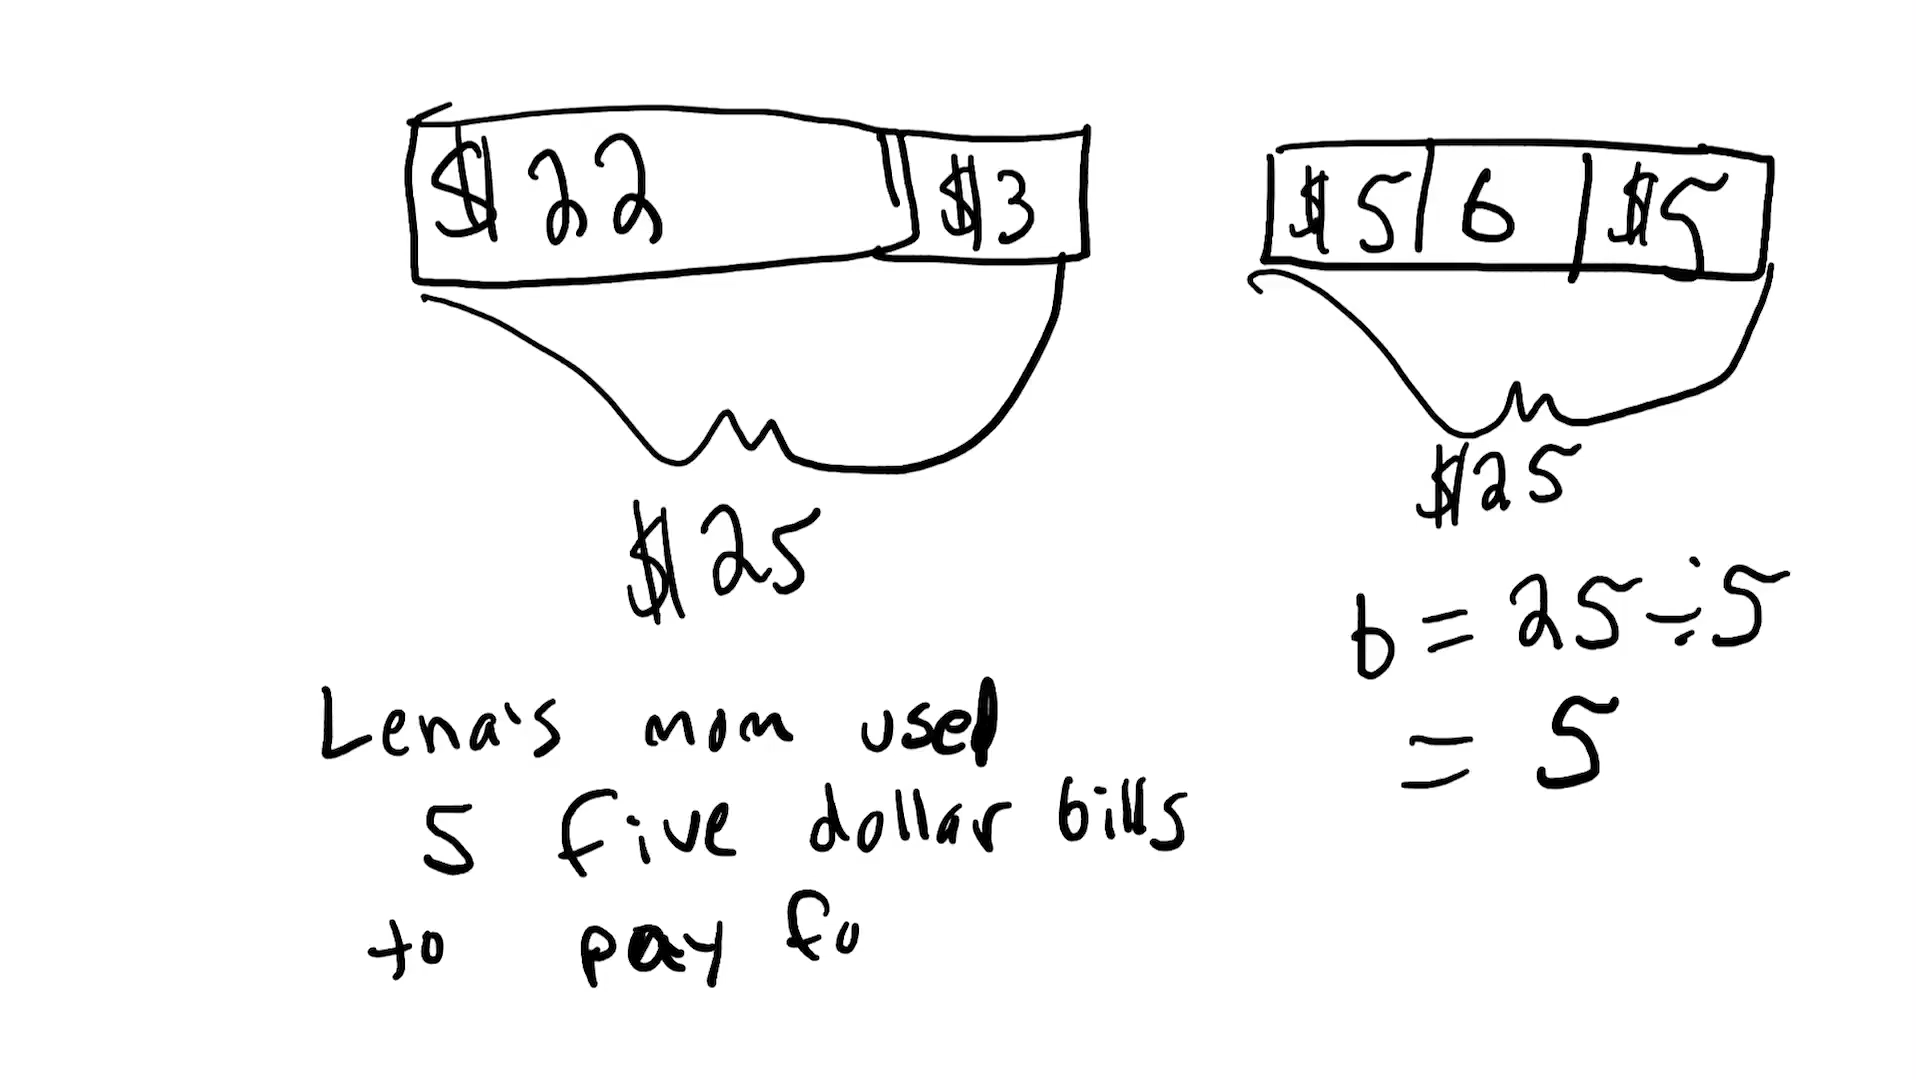 $22 $3
$25
$5 6 $5
$25
b = 25 ÷ 5
= 5
Lena's mom used
5 five dollar bills
to pay fo